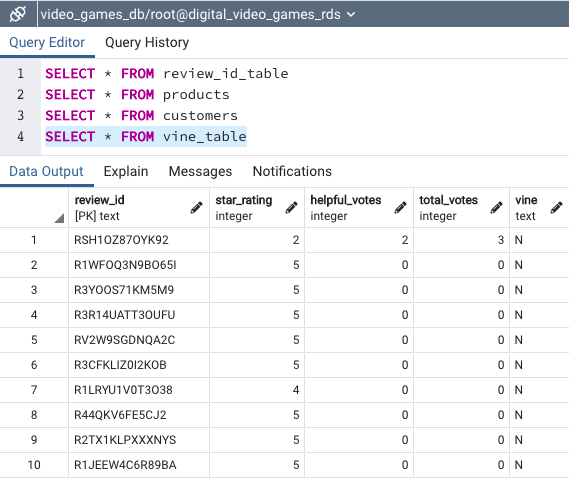 video_games_db/root@digital_video_games_rds
Query Editor Query History
1 SELECT * FROM review_id_table
2 SELECT * FROM products
3 SELECT * FROM customers
4 SELECT * FROM vine_table
Data Output Explain Messages Notifications
review_id star_rating helpful_votes total_votes vine
[PK] text integer integer integer text
1 RSH1OZ87OYK92 2 2 3 N
2 R1WFOQ3N9BO65I 5 0 0 N
3 R3YOOS71KM5M9 5 0 0 N
4 R3R14UATT3OUFU 5 0 0 N
5 RV2W9SGDNQA2C 5 0 0 N
6 R3CFKLIZ0I2KOB 5 0 0 N
7 R1LRYU1V0T3O38 4 0 0 N
8 R44QKV6FE5CJ2 5 0 0 N
9 R2TX1KLPXXXNYS 5 0 0 N
10 R1JEEW4C6R89BA 5 0 0 N